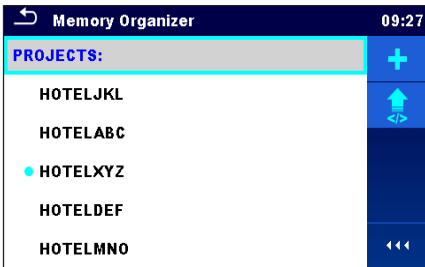 Memory Organizer 09:27
PROJECTS:
HOTELJKL
HOTELABC
HOTELXYZ
HOTELDEF
HOTELMNO